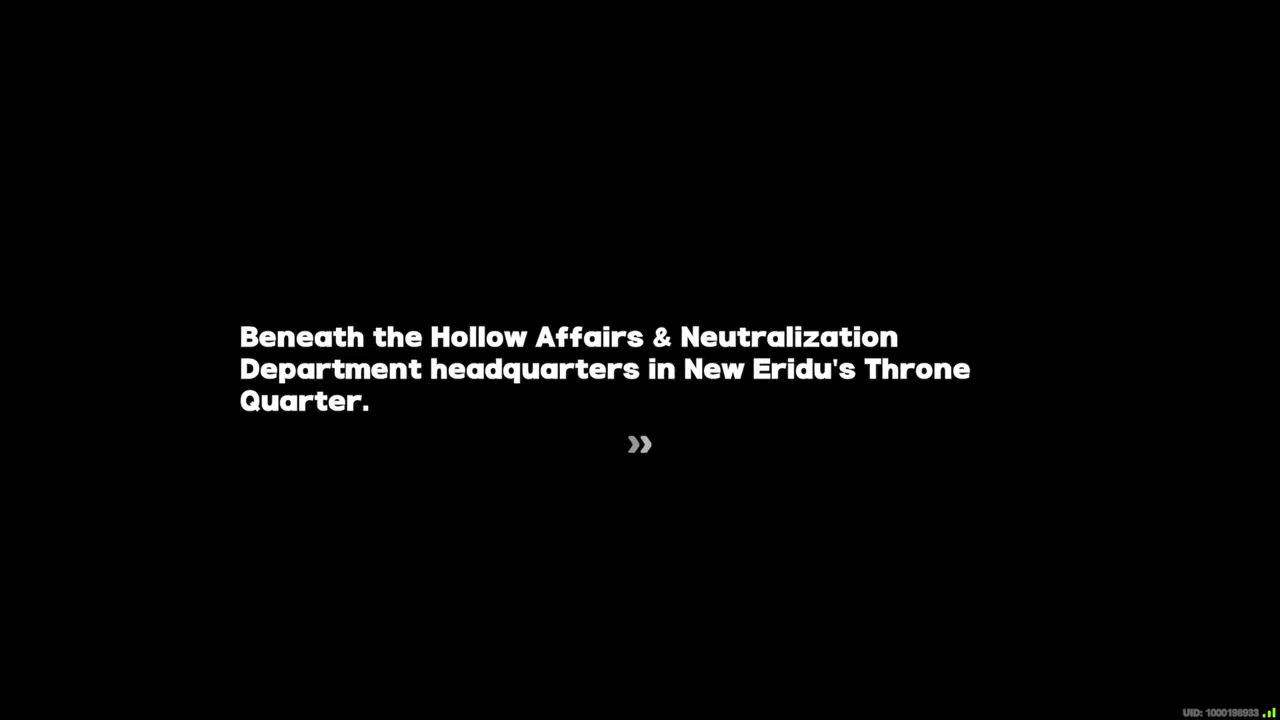 Beneath the Hollow Affairs & Neutralization
Department headquarters in New Eridu's Throne
Quarter.
UID: 1000198933